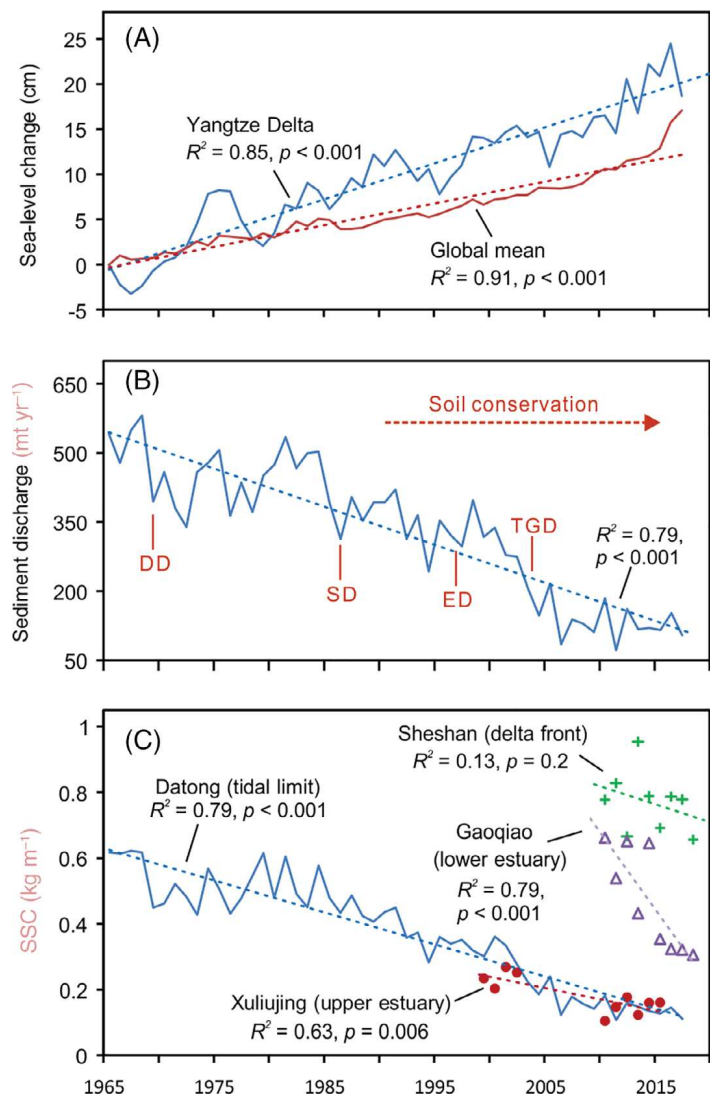 (A)
25
20
15
10
5
0
-5
Sea-level change (cm)
Yangtze Delta
R² = 0.85, p < 0.001
Global mean
R² = 0.91, p < 0.001
(B)
650
500
350
200
50
Sediment discharge (mt yr⁻¹)
Soil conservation
DD
SD
ED
TGD
R² = 0.79,
p < 0.001
(C)
1
0.8
0.6
0.4
0.2
0
SSC (kg m⁻¹)
Datong (tidal limit)
R² = 0.79, p < 0.001
Sheshan (delta front)
R² = 0.13, p = 0.2
Gaoqiao
(lower estuary)
R² = 0.79,
p < 0.001
Xuliujing (upper estuary)
R² = 0.63, p = 0.006
1965 1975 1985 1995 2005 2015